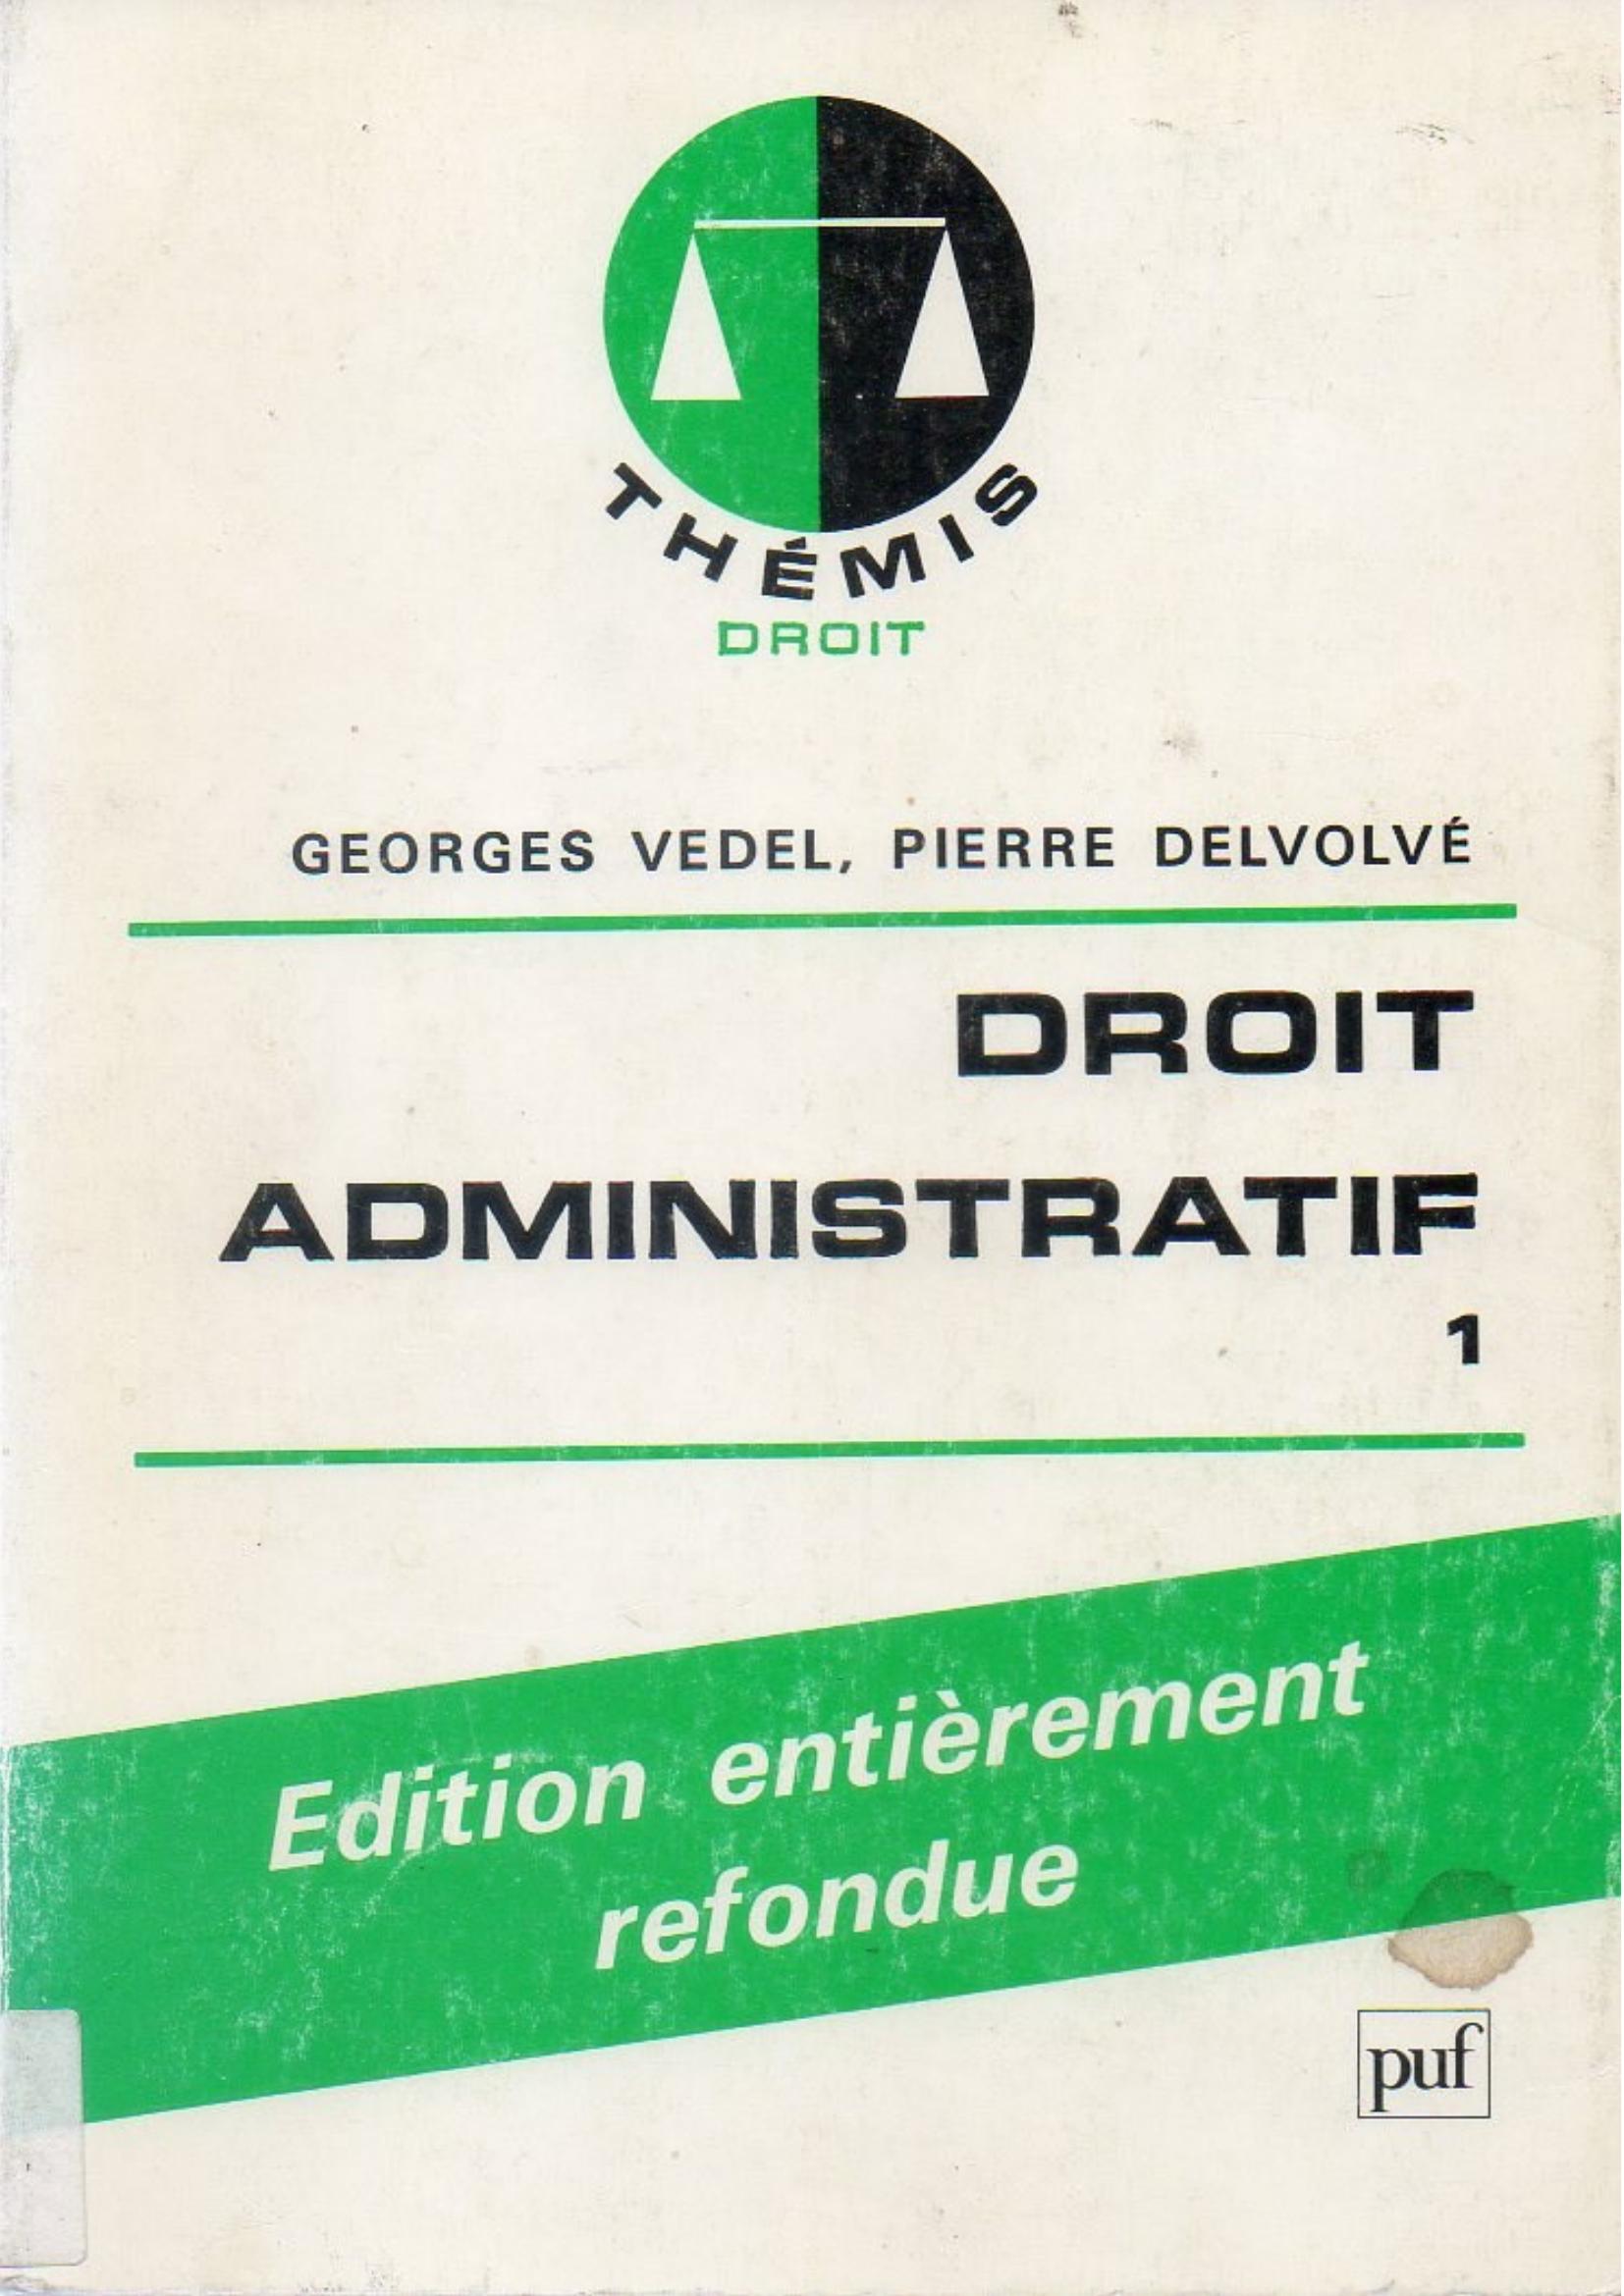 THÉMIS
DROIT
GEORGES VEDEL, PIERRE DELVOLVÉ
DROIT
ADMINISTRATIF
1
Edition entièrement
refondue
puf